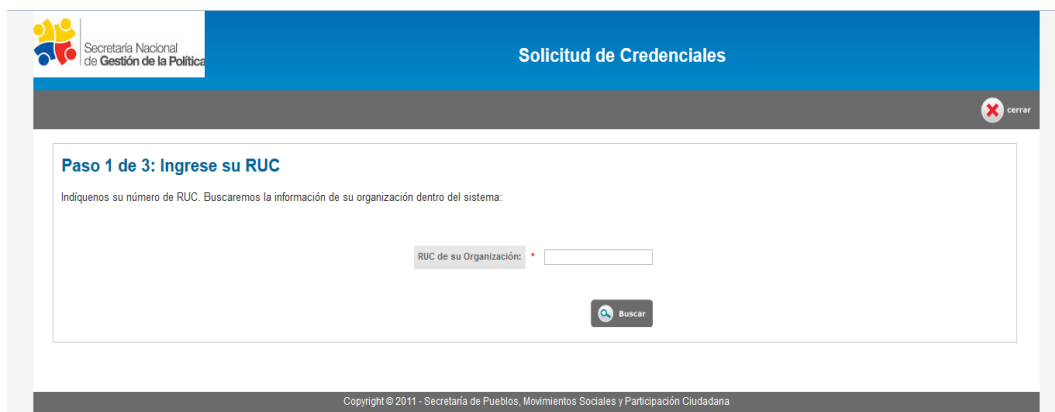 Secretaría Nacional
de Gestión de la Política
Solicitud de Credenciales
cerrar
Paso 1 de 3: Ingrese su RUC
Indíquenos su número de RUC. Buscaremos la información de su organización dentro del sistema:
RUC de su Organización: *
Buscar
Copyright © 2011 - Secretaría de Pueblos, Movimientos Sociales y Participación Ciudadana